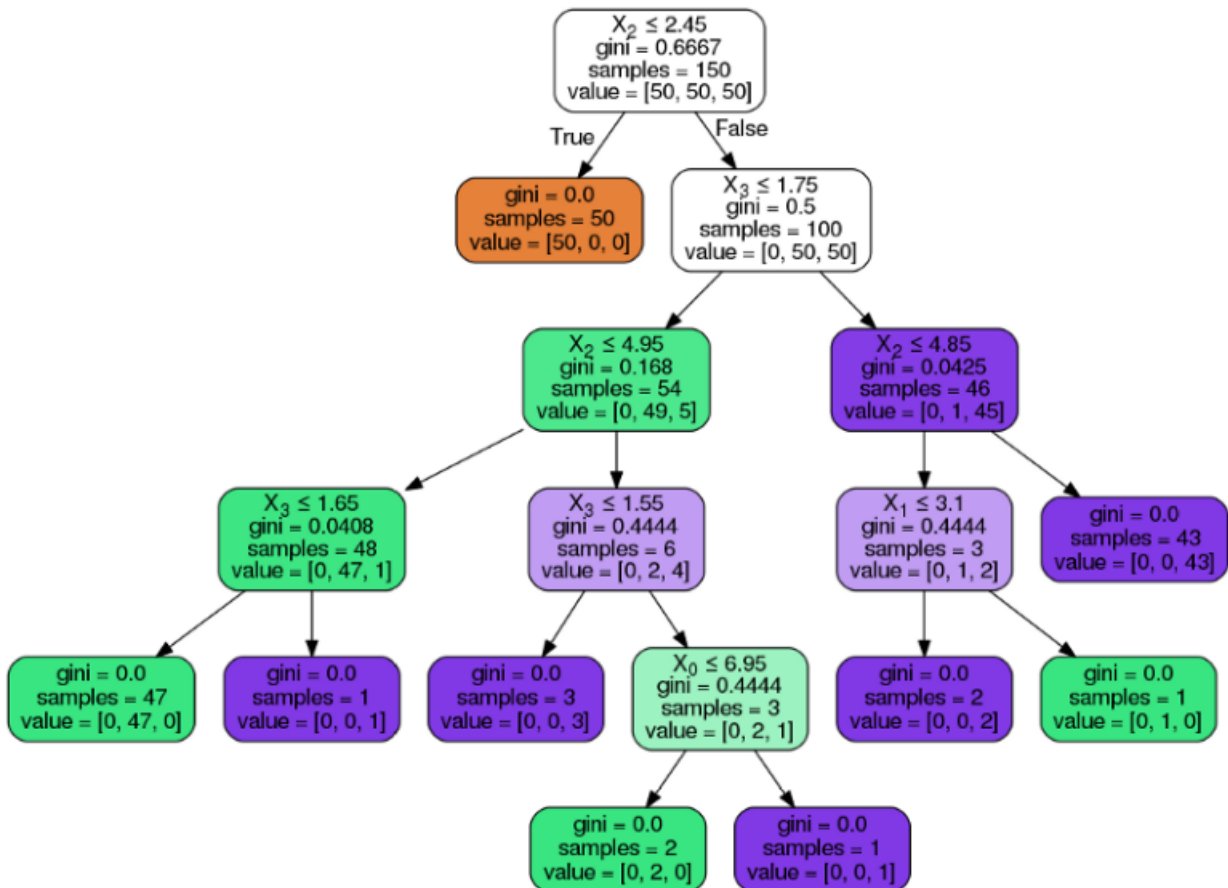 X₂ ≤ 2.45
gini = 0.6667
samples = 150
value = [50, 50, 50]
True
False
gini = 0.0
samples = 50
value = [50, 0, 0]
X₃ ≤ 1.75
gini = 0.5
samples = 100
value = [0, 50, 50]
X₂ ≤ 4.95
gini = 0.168
samples = 54
value = [0, 49, 5]
X₂ ≤ 4.85
gini = 0.0425
samples = 46
value = [0, 1, 45]
X₃ ≤ 1.65
gini = 0.0408
samples = 48
value = [0, 47, 1]
X₃ ≤ 1.55
gini = 0.4444
samples = 6
value = [0, 2, 4]
X₁ ≤ 3.1
gini = 0.4444
samples = 3
value = [0, 1, 2]
gini = 0.0
samples = 43
value = [0, 0, 43]
gini = 0.0
samples = 47
value = [0, 47, 0]
gini = 0.0
samples = 1
value = [0, 0, 1]
gini = 0.0
samples = 3
value = [0, 0, 3]
X₀ ≤ 6.95
gini = 0.4444
samples = 3
value = [0, 2, 1]
gini = 0.0
samples = 2
value = [0, 0, 2]
gini = 0.0
samples = 1
value = [0, 1, 0]
gini = 0.0
samples = 2
value = [0, 2, 0]
gini = 0.0
samples = 1
value = [0, 0, 1]